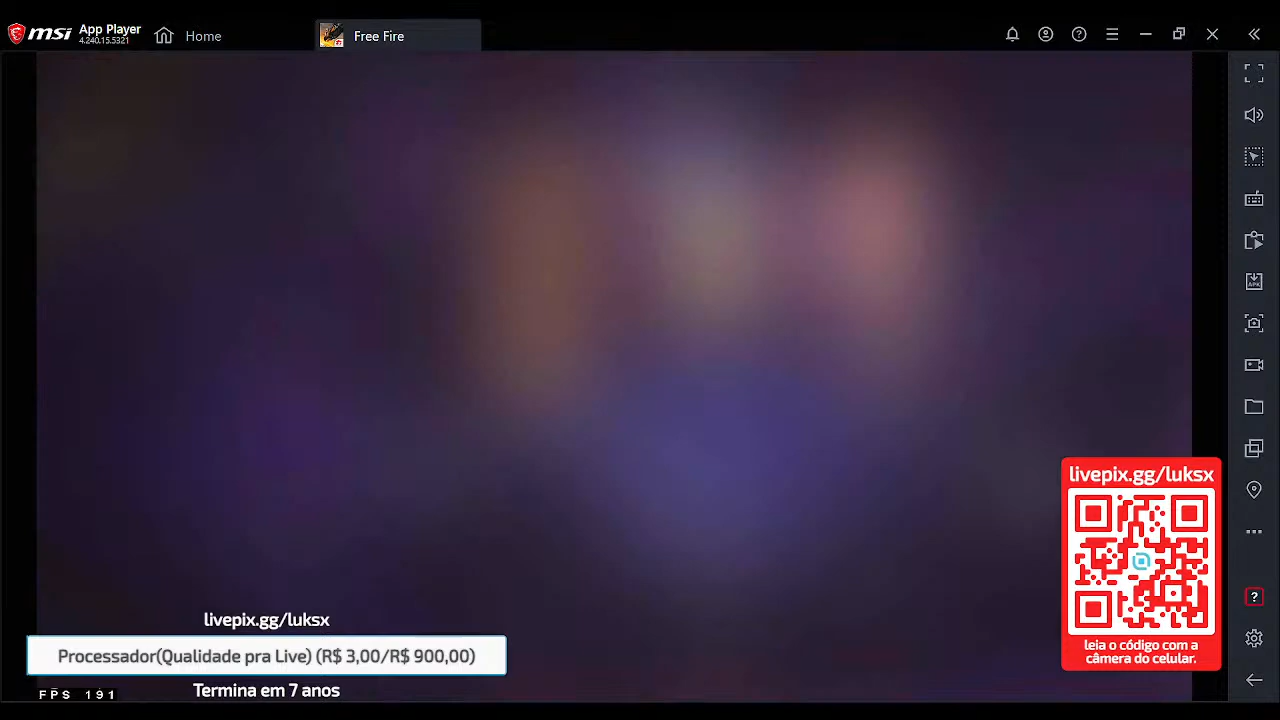 msi App Player
4.240.15.5321
Home
Free Fire
APK
livepix.gg/luksx
leia o código com a
câmera do celular.
?
livepix.gg/luksx
Processador(Qualidade pra Live) (R$ 3,00/R$ 900,00)
Termina em 7 anos
FPS 191